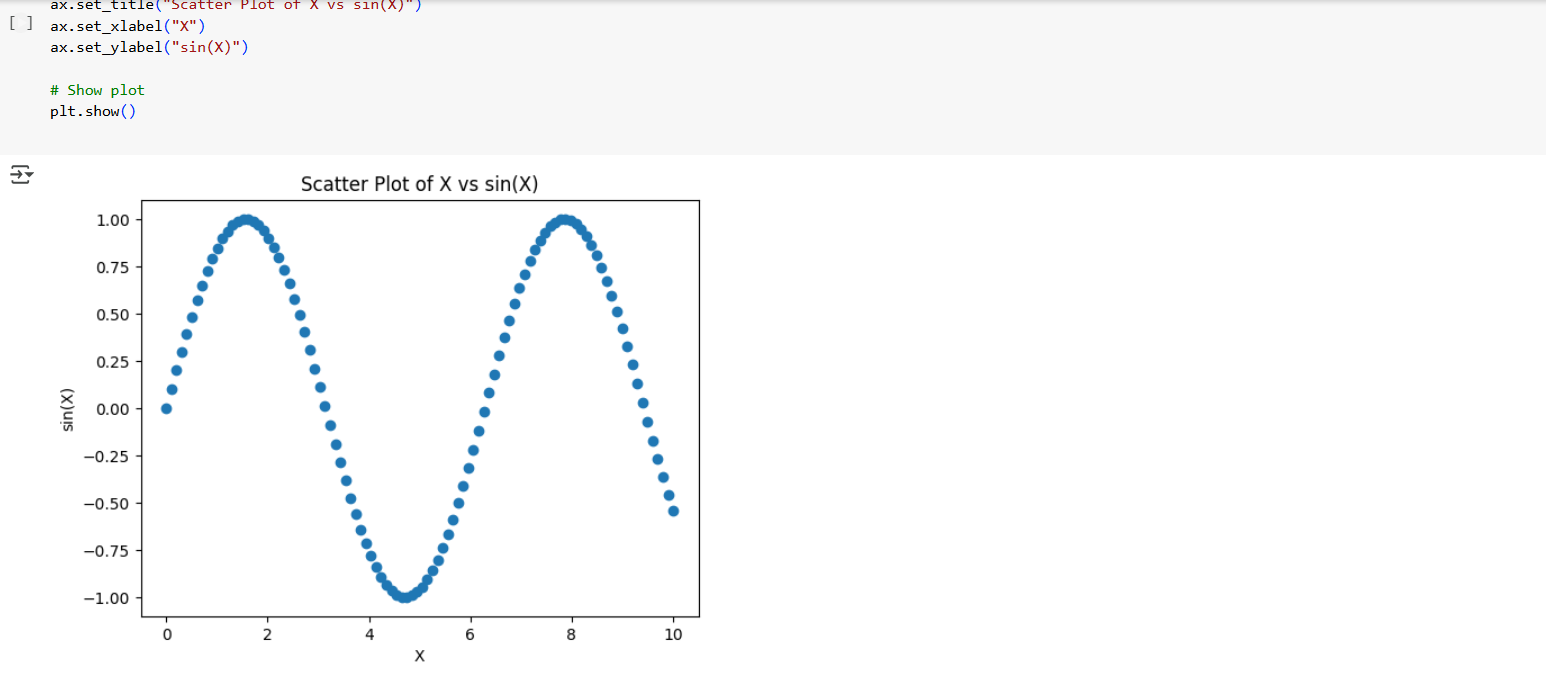 ax.set_title("Scatter Plot of X vs sin(X)")
[ ] ax.set_xlabel("X")
ax.set_ylabel("sin(X)")
# Show plot
plt.show()
Scatter Plot of X vs sin(X)
1.00
0.75
0.50
0.25
0.00
−0.25
−0.50
−0.75
−1.00
sin(X)
0 2 4 6 8 10
X